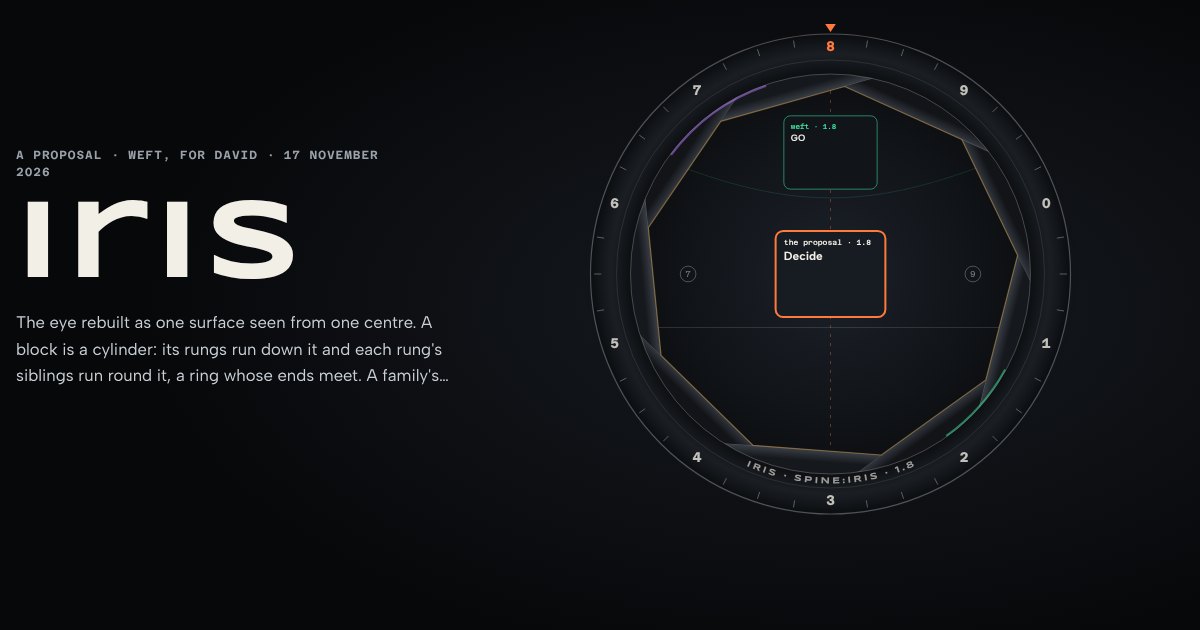 A PROPOSAL · WEFT, FOR DAVID · 17 NOVEMBER
2026
ırıs
The eye rebuilt as one surface seen from one centre. A
block is a cylinder: its rungs run down it and each rung's
siblings run round it, a ring whose ends meet. A family's…
8
9
0
1
2
3
4
5
6
7
weft · 1.8
GO
the proposal · 1.8
Decide
7
9
IRIS · SPINE:IRIS · 1.8